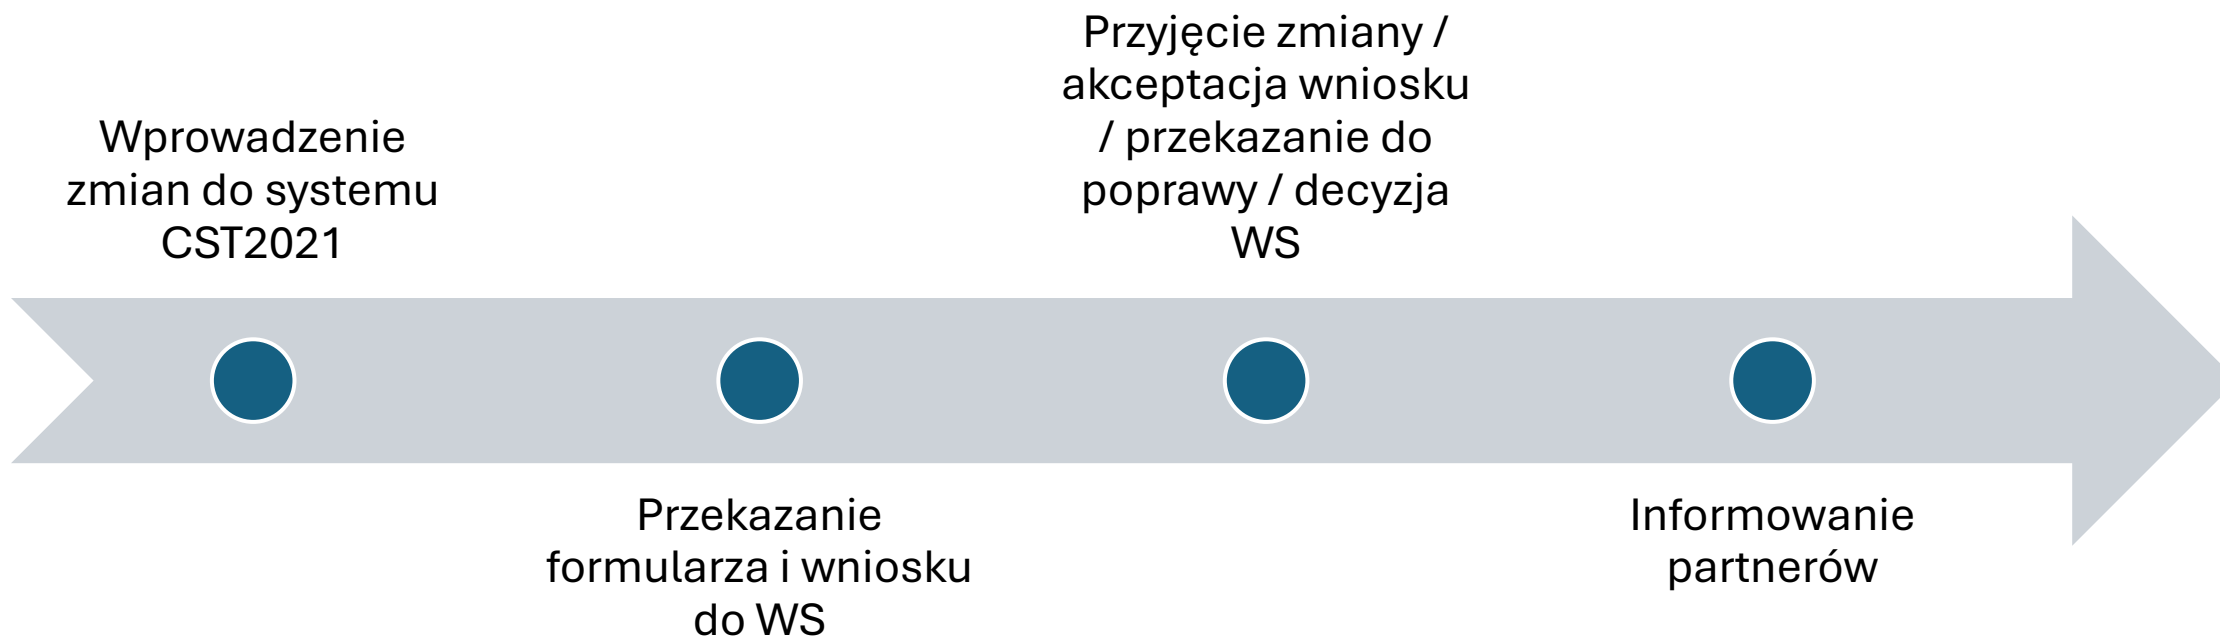 Wprowadzenie
zmian do systemu
CST2021
Przekazanie
formularza i wniosku
do WS
Przyjęcie zmiany /
akceptacja wniosku
/ przekazanie do
poprawy / decyzja
WS
Informowanie
partnerów